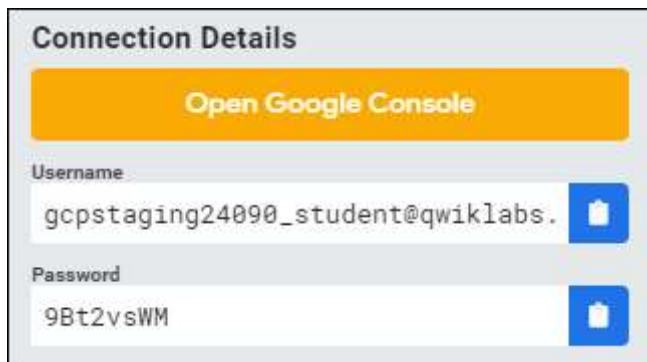 Connection Details
Open Google Console
Username
gcpstaging24090_student@qwiklabs.
Password
9Bt2vsWM